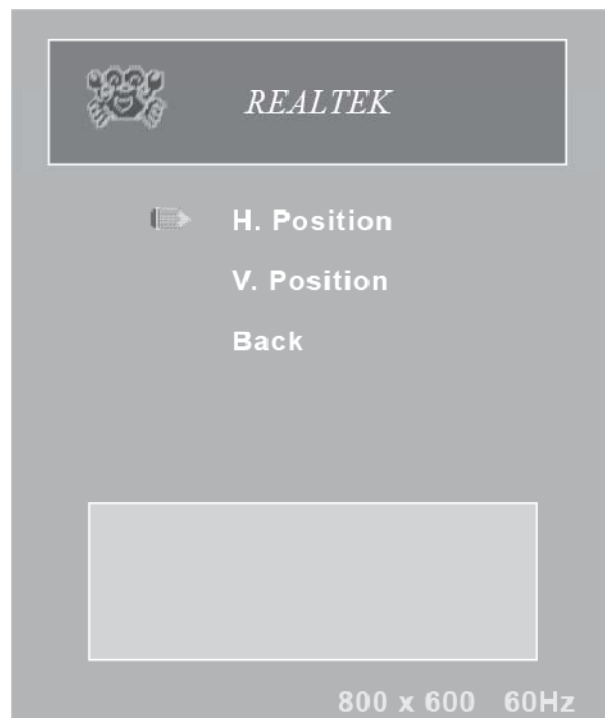 REALTEK
H. Position
V. Position
Back
800 x 600 60Hz